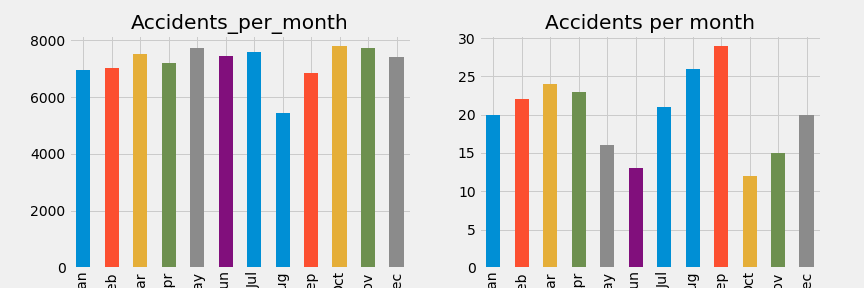 Accidents_per_month
8000
6000
4000
2000
0
an
eb
ar
pr
ay
un
Jul
ug
ep
ct
ov
ec
Accidents per month
30
25
20
15
10
5
0
an
eb
ar
pr
ay
un
Jul
ug
ep
ct
ov
ec